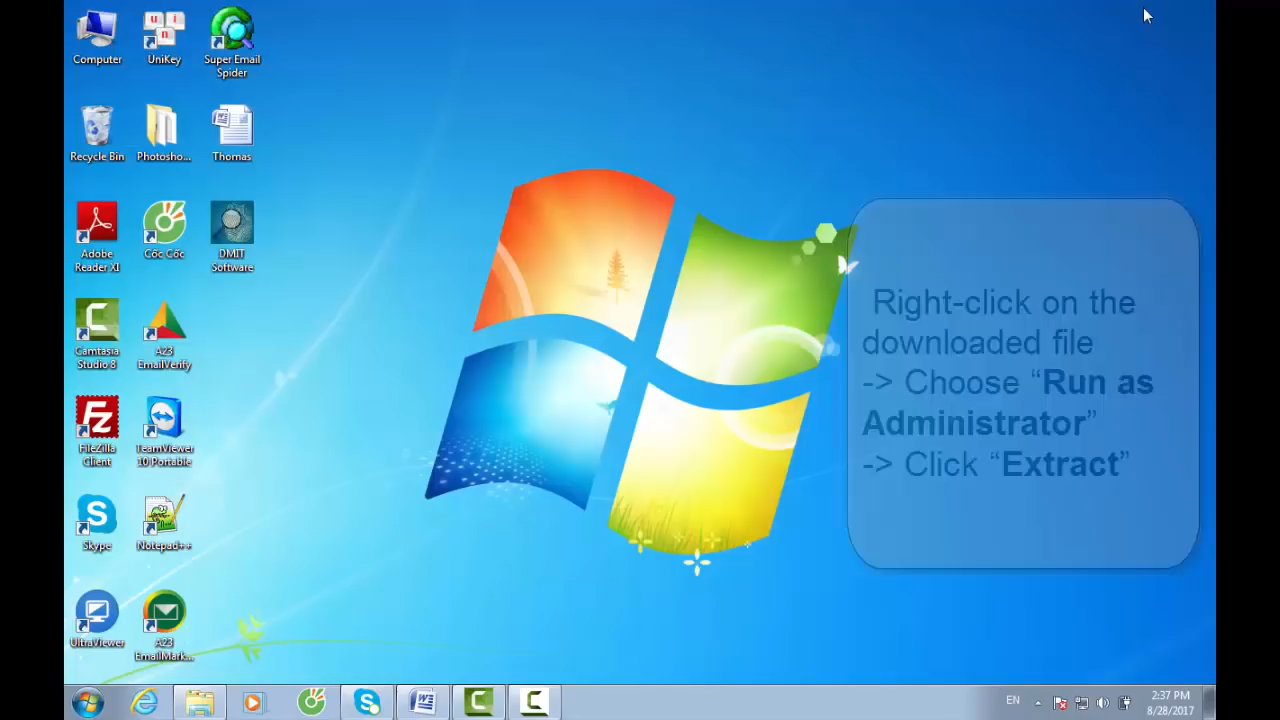 Computer
UniKey
Super Email
Spider
Recycle Bin
Photosho...
Thomas
Adobe
Reader XI
Cốc Cốc
DMIT
Software
Camtasia
Studio 8
A23
EmailVerify
FileZilla
Client
TeamViewer
10 Portable
Skype
Notepad++
UltraViewer
A23
EmailMark...
Right-click on the
downloaded file
-> Choose “Run as
Administrator”
-> Click “Extract”
EN
2:37 PM
8/28/2017